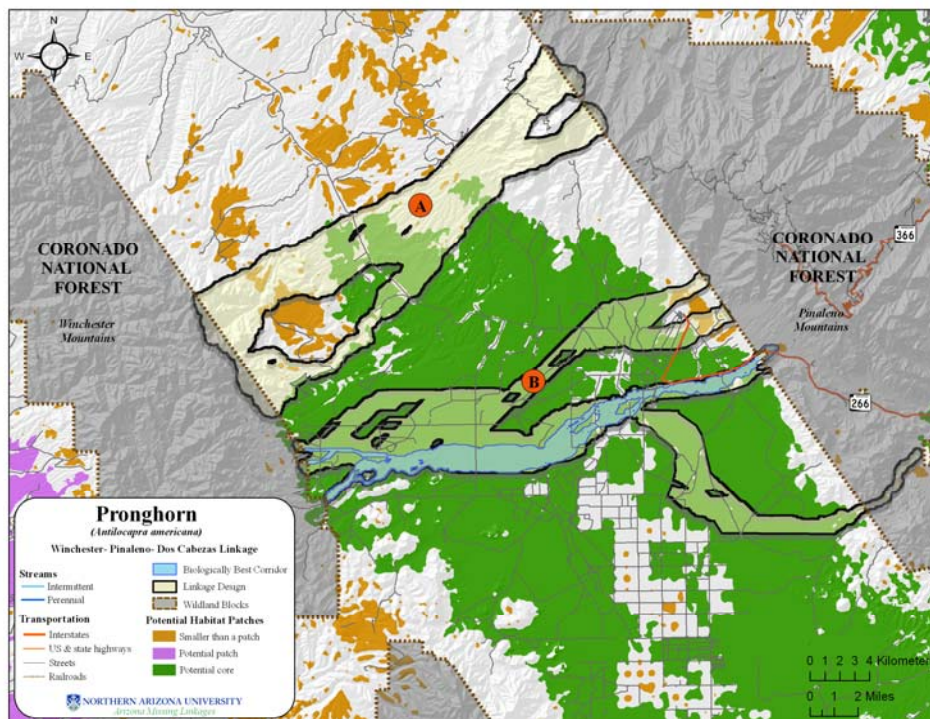 N
W
E
S
A
366
CORONADO
NATIONAL
FOREST
CORONADO
NATIONAL
FOREST
Winchester
Mountains
Pinaleno
Mountains
B
266
Pronghorn
(Antilocapra americana)
Winchester- Pinaleno- Dos Cabezas Linkage
Streams
Intermittent
Perennial
Transportation
Interstates
US & state highways
Streets
Railroads
Biologically Best Corridor
Linkage Design
Wildland Blocks
Potential Habitat Patches
Smaller than a patch
Potential patch
Potential core
NORTHERN ARIZONA UNIVERSITY
Arizona Missing Linkages
0 1 2 3 4 Kilometers
0 1 2 Miles